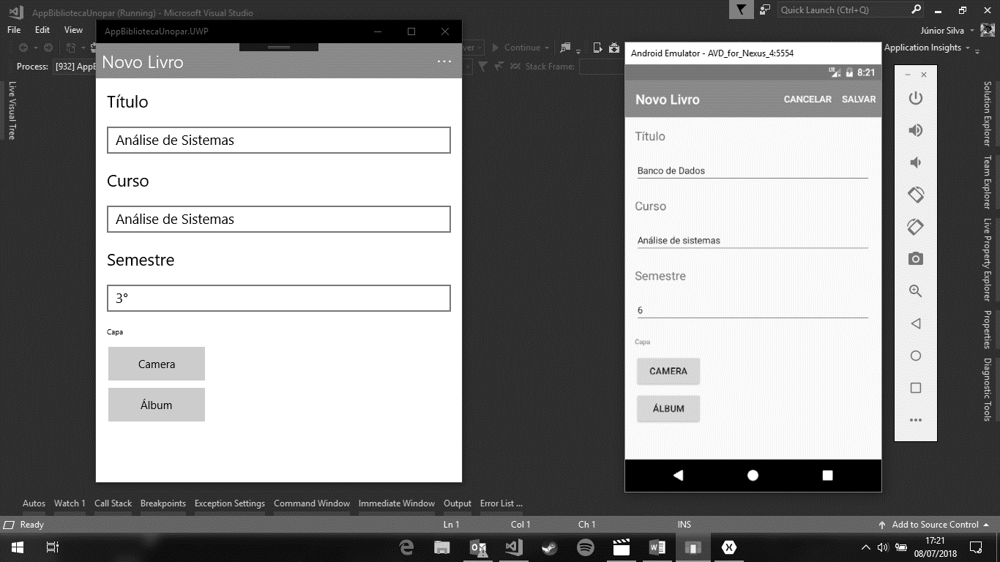 AppBibliotecaUnopar (Running) - Microsoft Visual Studio
Quick Launch (Ctrl+Q)
File Edit View
Júnior Silva
Continue
Application Insights
Process: [932] AppB
Stack Frame:
Live Visual Tree
AppBibliotecaUnopar.UWP
Novo Livro
Título
Análise de Sistemas
Curso
Análise de Sistemas
Semestre
3°
Capa
Camera
Álbum
Android Emulator - AVD_for_Nexus_4:5554
LTE 8:21
Novo Livro CANCELAR SALVAR
Título
Banco de Dados
Curso
Análise de sistemas
Semestre
6
Capa
CAMERA
ÁLBUM
Solution Explorer
Team Explorer
Live Property Explorer
Properties
Diagnostic Tools
Autos Watch 1 Call Stack Breakpoints Exception Settings Command Window Immediate Window Output Error List ...
Ready Ln 1 Col 1 Ch 1 INS Add to Source Control
17:21
08/07/2018